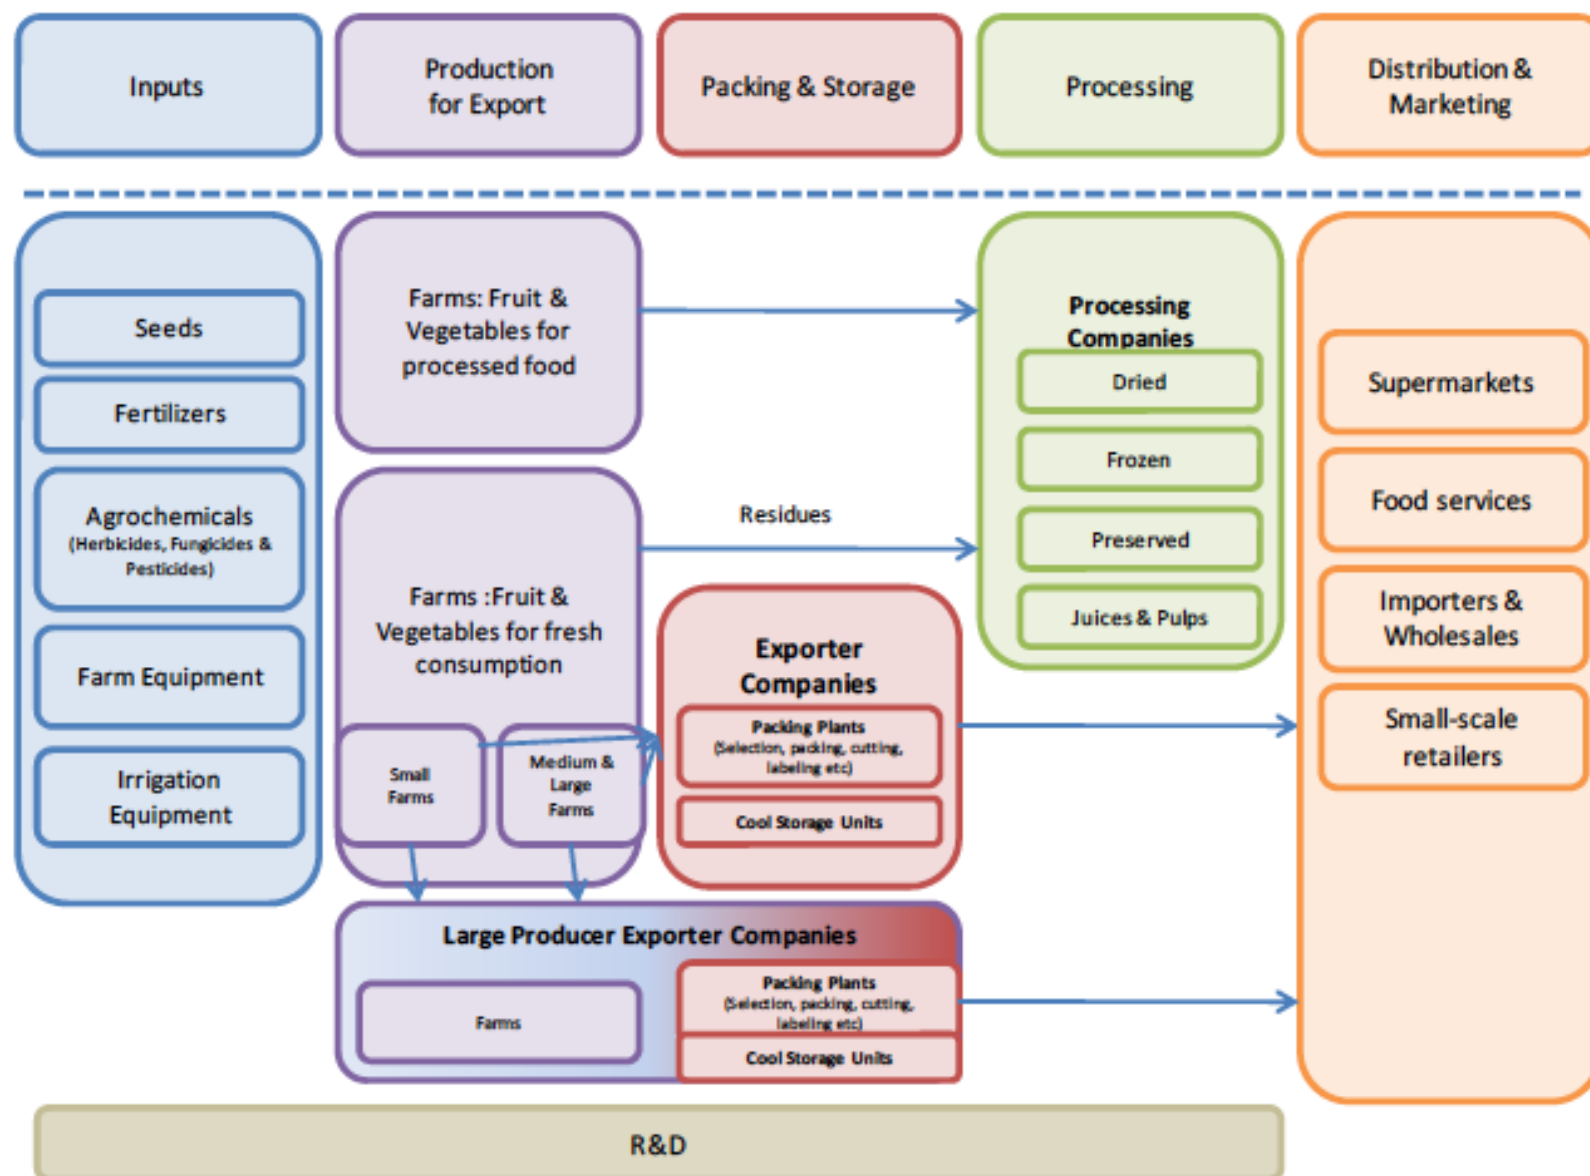 Inputs
Production
for Export
Packing & Storage
Processing
Distribution &
Marketing
Seeds
Fertilizers
Agrochemicals
(Herbicides, Fungicides &
Pesticides)
Farm Equipment
Irrigation
Equipment
Farms: Fruit &
Vegetables for
processed food
Farms :Fruit &
Vegetables for fresh
consumption
Small
Farms
Medium &
Large
Farms
Residues
Exporter
Companies
Packing Plants
(Selection, packing, cutting,
labeling etc)
Cool Storage Units
Large Producer Exporter Companies
Farms
Packing Plants
(Selection, packing, cutting,
labeling etc)
Cool Storage Units
Processing
Companies
Dried
Frozen
Preserved
Juices & Pulps
Supermarkets
Food services
Importers &
Wholesales
Small-scale
retailers
R&D